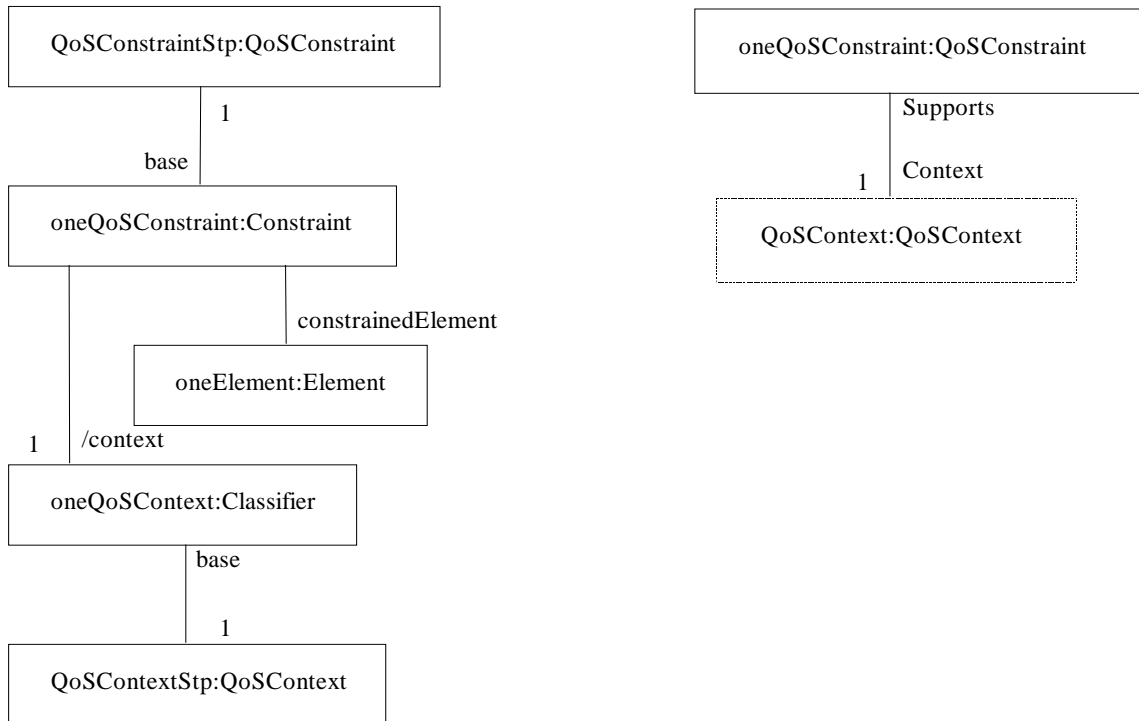 QoSConstraintStp:QoSConstraint
1
base
oneQoSConstraint:Constraint
constrainedElement
oneElement:Element
1
/context
oneQoSContext:Classifier
base
1
QoSContextStp:QoSContext
oneQoSConstraint:QoSConstraint
Supports
Context
1
QoSContext:QoSContext